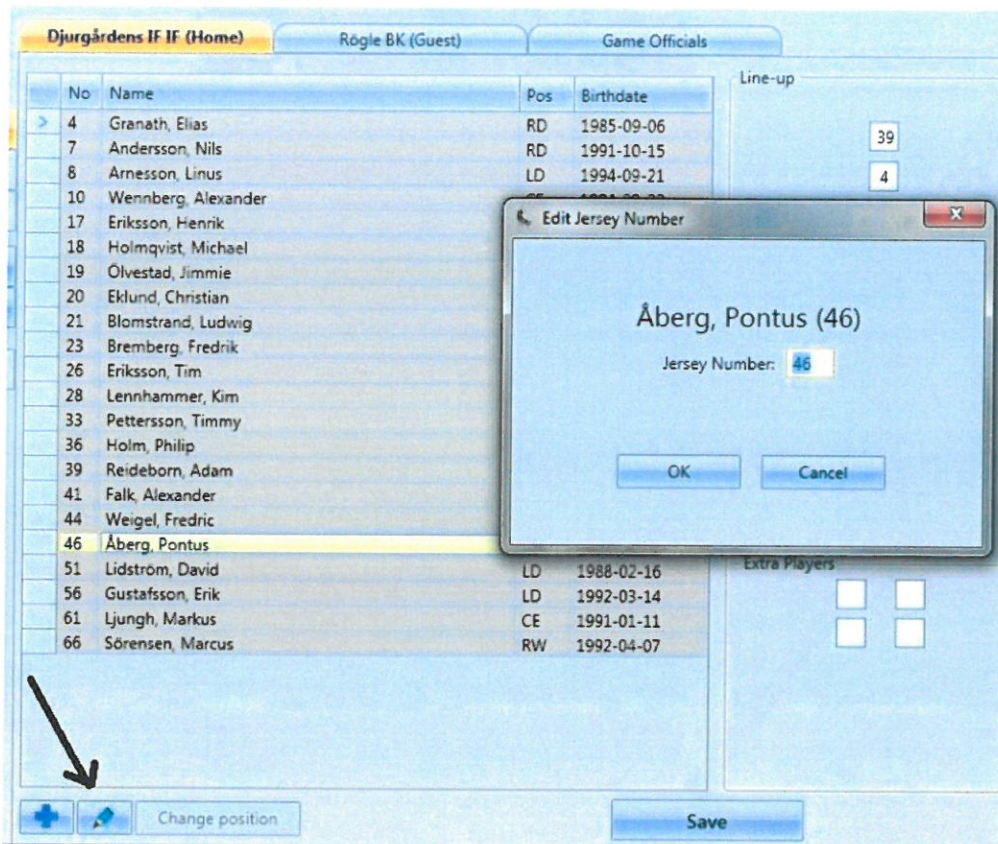 Djurgårdens IF IF (Home) Rögle BK (Guest) Game Officials
No Name Pos Birthdate
4 Granath, Elias RD 1985-09-06
7 Andersson, Nils RD 1991-10-15
8 Arnesson, Linus LD 1994-09-21
10 Wennberg, Alexander
17 Eriksson, Henrik
18 Holmqvist, Michael
19 Ölvestad, Jimmie
20 Eklund, Christian
21 Blomstrand, Ludwig
23 Bremberg, Fredrik
26 Eriksson, Tim
28 Lennhammer, Kim
33 Pettersson, Timmy
36 Holm, Philip
39 Reideborn, Adam
41 Falk, Alexander
44 Weigel, Fredric
46 Åberg, Pontus
51 Lidström, David LD 1988-02-16
56 Gustafsson, Erik LD 1992-03-14
61 Ljungh, Markus CE 1991-01-11
66 Sörensen, Marcus RW 1992-04-07
Line-up
39
4
Edit Jersey Number
Åberg, Pontus (46)
Jersey Number: 46
OK Cancel
Extra Players
Change position Save